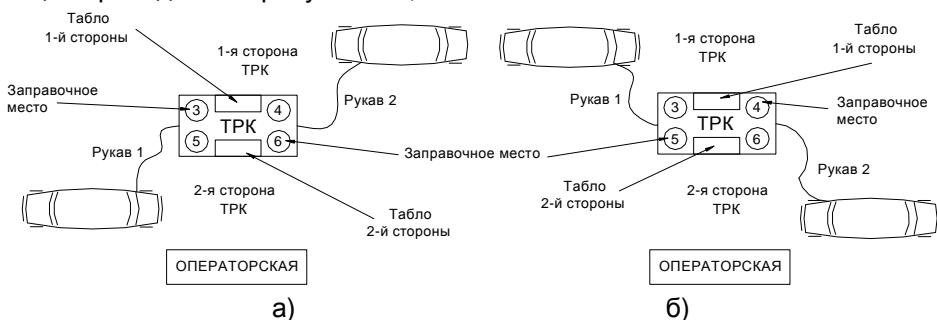 Табло
1-й стороны
1-я сторона
ТРК
Заправочное
место
Рукав 2
3
4
ТРК
5
6
Рукав 1
2-я сторона
ТРК
Табло
2-й стороны
ОПЕРАТОРСКАЯ
а)
Заправочное место
1-я сторона
ТРК
Табло
1-й стороны
Рукав 1
3
4
ТРК
5
6
Заправочное
место
Рукав 2
Табло
2-й стороны
2-я сторона
ТРК
ОПЕРАТОРСКАЯ
б)